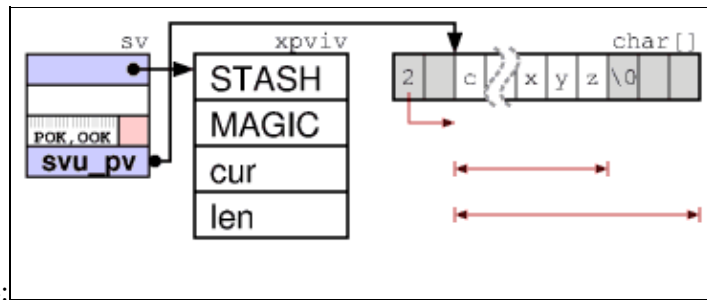 sv xpviv char[]
STASH
MAGIC
cur
len
POK,OOK
svu_pv
2 c x y z \0
: